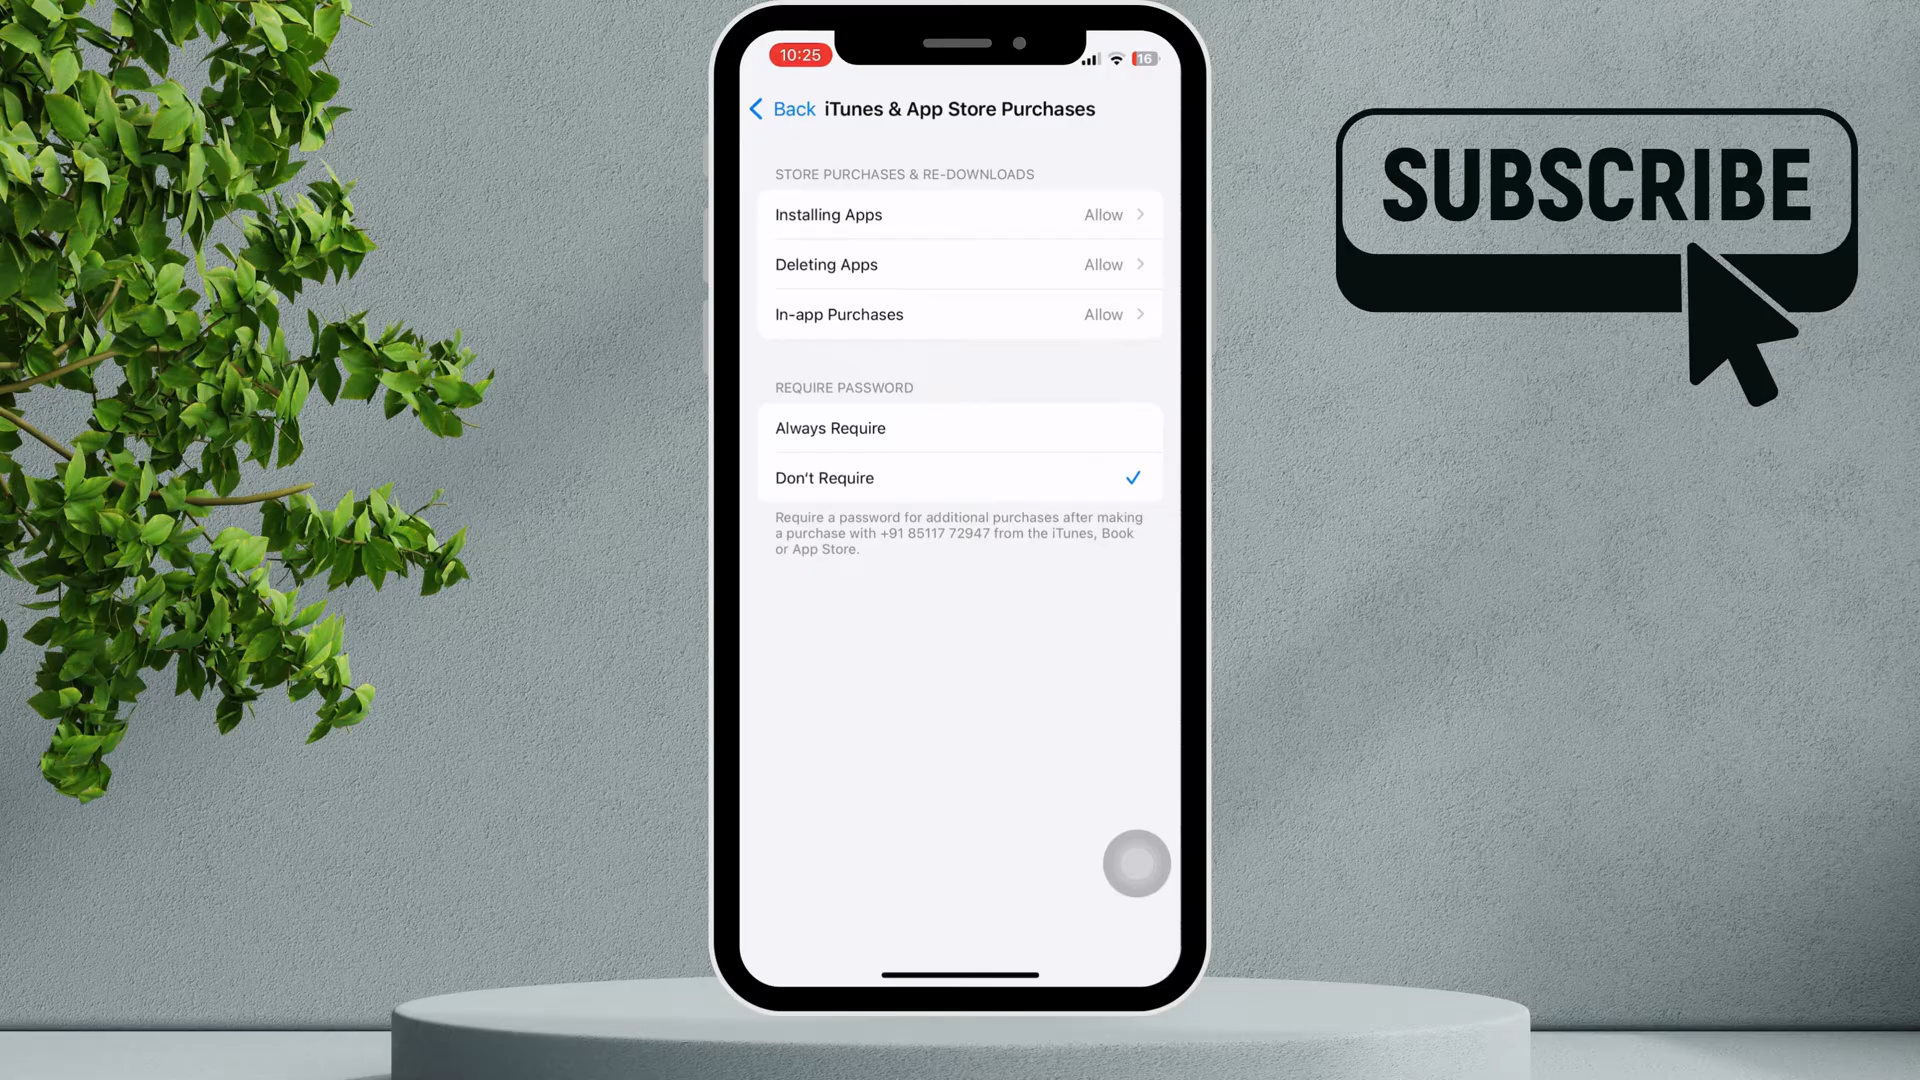 10:25
16
Back iTunes & App Store Purchases
STORE PURCHASES & RE-DOWNLOADS
Installing Apps Allow
Deleting Apps Allow
In-app Purchases Allow
REQUIRE PASSWORD
Always Require
Don't Require
Require a password for additional purchases after making
a purchase with +91 85117 72947 from the iTunes, Book
or App Store.
SUBSCRIBE